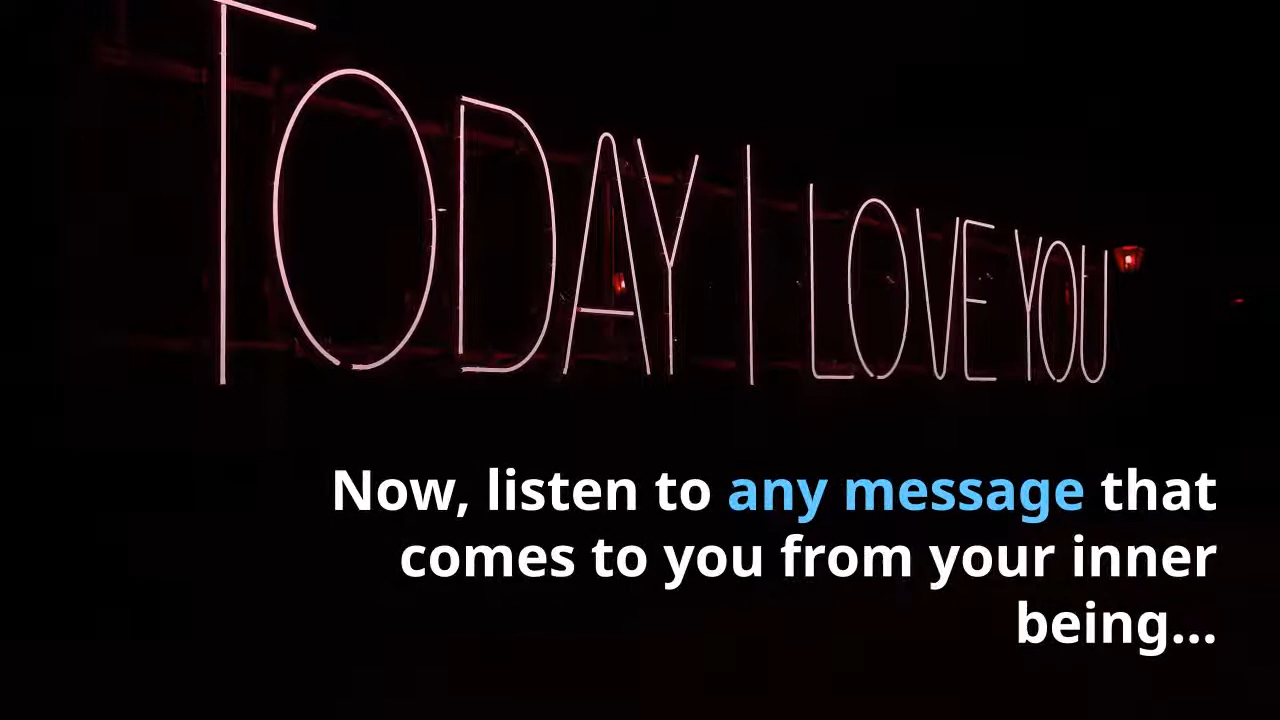 TODAY I LOVE YOU
Now, listen to any message that
comes to you from your inner
being...